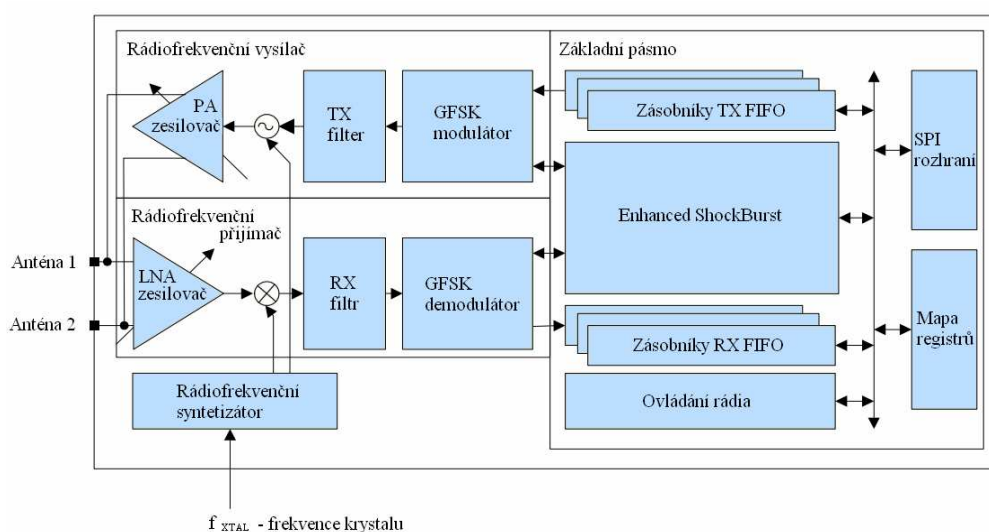 Rádiofrekvenční vysílač
PA
zesilovač
TX
filter
GFSK
modulátor
Základní pásmo
Zásobníky TX FIFO
SPI
rozhraní
Enhanced ShockBurst
Rádiofrekvenční
přijímač
Anténa 1
LNA
zesilovač
RX
filtr
GFSK
demodulátor
Anténa 2
Zásobníky RX FIFO
Mapa
registrů
Rádiofrekvenční
syntetizátor
Ovládání rádia
f XTAL - frekvence krystalu